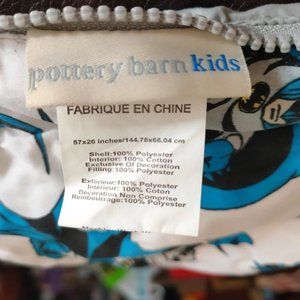 pottery barn kids
FABRIQUE EN CHINE
57x26 inches/144.78x66.04 cm
Shell:100% Polyester
Interior: 100% Cotton
Exclusive Of Decoration
Filling:100% Polyester
Extérieur:100% Polyester
Intérieur: 100% Coton
Décoration Non Comprise
Rembourrage:100% Polyester